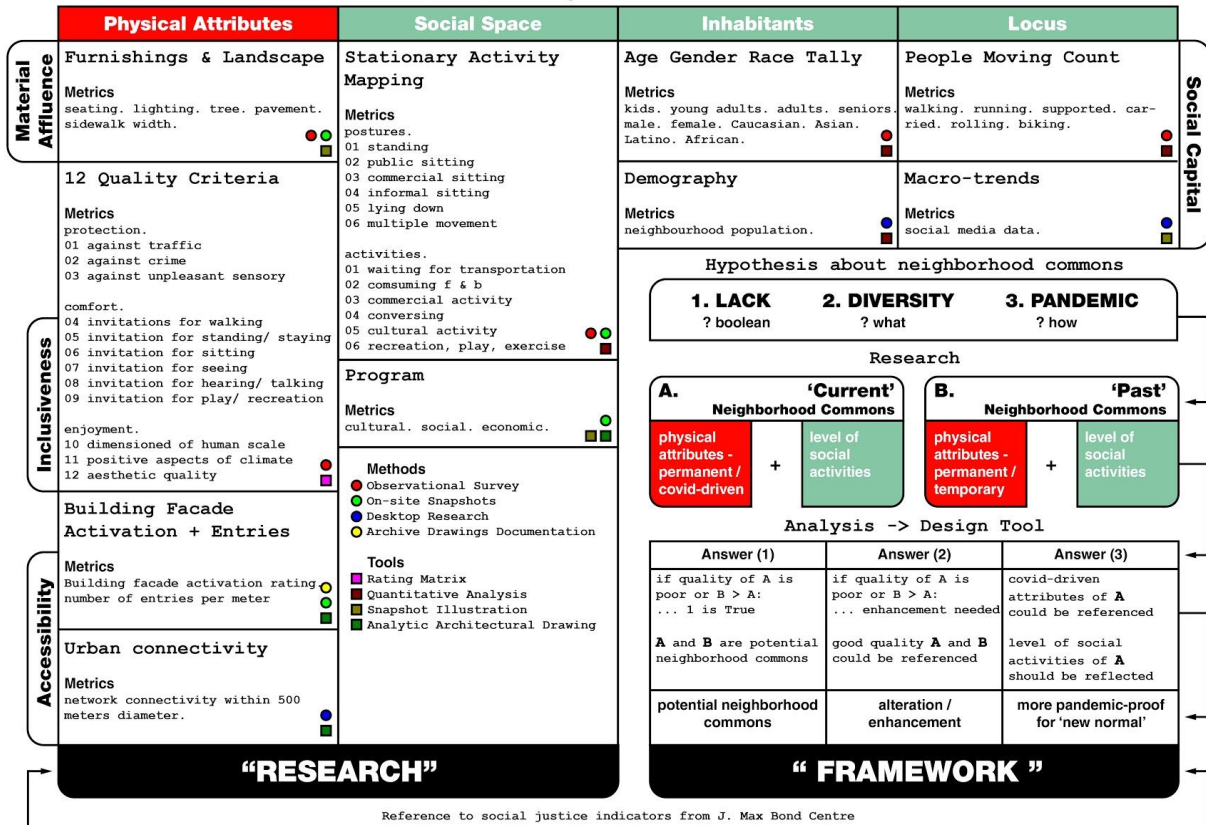 Physical Attributes
Social Space
Inhabitants
Locus
Material
Affluence
Inclusiveness
Accessibility
Social Capital
Furnishings & Landscape
Metrics
seating. lighting. tree. pavement.
sidewalk width.
12 Quality Criteria
Metrics
protection.
01 against traffic
02 against crime
03 against unpleasant sensory
comfort.
04 invitations for walking
05 invitation for standing/ staying
06 invitation for sitting
07 invitation for seeing
08 invitation for hearing/ talking
09 invitation for play/ recreation
enjoyment.
10 dimensioned of human scale
11 positive aspects of climate
12 aesthetic quality
Building Facade
Activation + Entries
Metrics
Building facade activation rating.
number of entries per meter
Urban connectivity
Metrics
network connectivity within 500
meters diameter.
Stationary Activity
Mapping
Metrics
postures.
01 standing
02 public sitting
03 commercial sitting
04 informal sitting
05 lying down
06 multiple movement
activities.
01 waiting for transportation
02 comsuming f & b
03 commercial activity
04 conversing
05 cultural activity
06 recreation, play, exercise
Program
Metrics
cultural. social. economic.
Methods
Observational Survey
On-site Snapshots
Desktop Research
Archive Drawings Documentation
Tools
Rating Matrix
Quantitative Analysis
Snapshot Illustration
Analytic Architectural Drawing
Age Gender Race Tally
Metrics
kids. young adults. adults. seniors.
male. female. Caucasian. Asian.
Latino. African.
Demography
Metrics
neighbourhood population.
People Moving Count
Metrics
walking. running. supported. car-
ried. rolling. biking.
Macro-trends
Metrics
social media data.
Hypothesis about neighborhood commons
1. LACK
? boolean
2. DIVERSITY
? what
3. PANDEMIC
? how
Research
A. 'Current'
Neighborhood Commons
physical
attributes -
permanent /
covid-driven
+
level of
social
activities
B. 'Past'
Neighborhood Commons
physical
attributes -
permanent /
temporary
+
level of
social
activities
Analysis -> Design Tool
Answer (1)
if quality of A is
poor or B > A:
... 1 is True
A and B are potential
neighborhood commons
potential neighborhood
commons
Answer (2)
if quality of A is
poor or B > A:
... enhancement needed
good quality A and B
could be referenced
alteration /
enhancement
Answer (3)
covid-driven
attributes of A
could be referenced
level of social
activities of A
should be reflected
more pandemic-proof
for 'new normal'
"RESEARCH"
" FRAMEWORK "
Reference to social justice indicators from J. Max Bond Centre